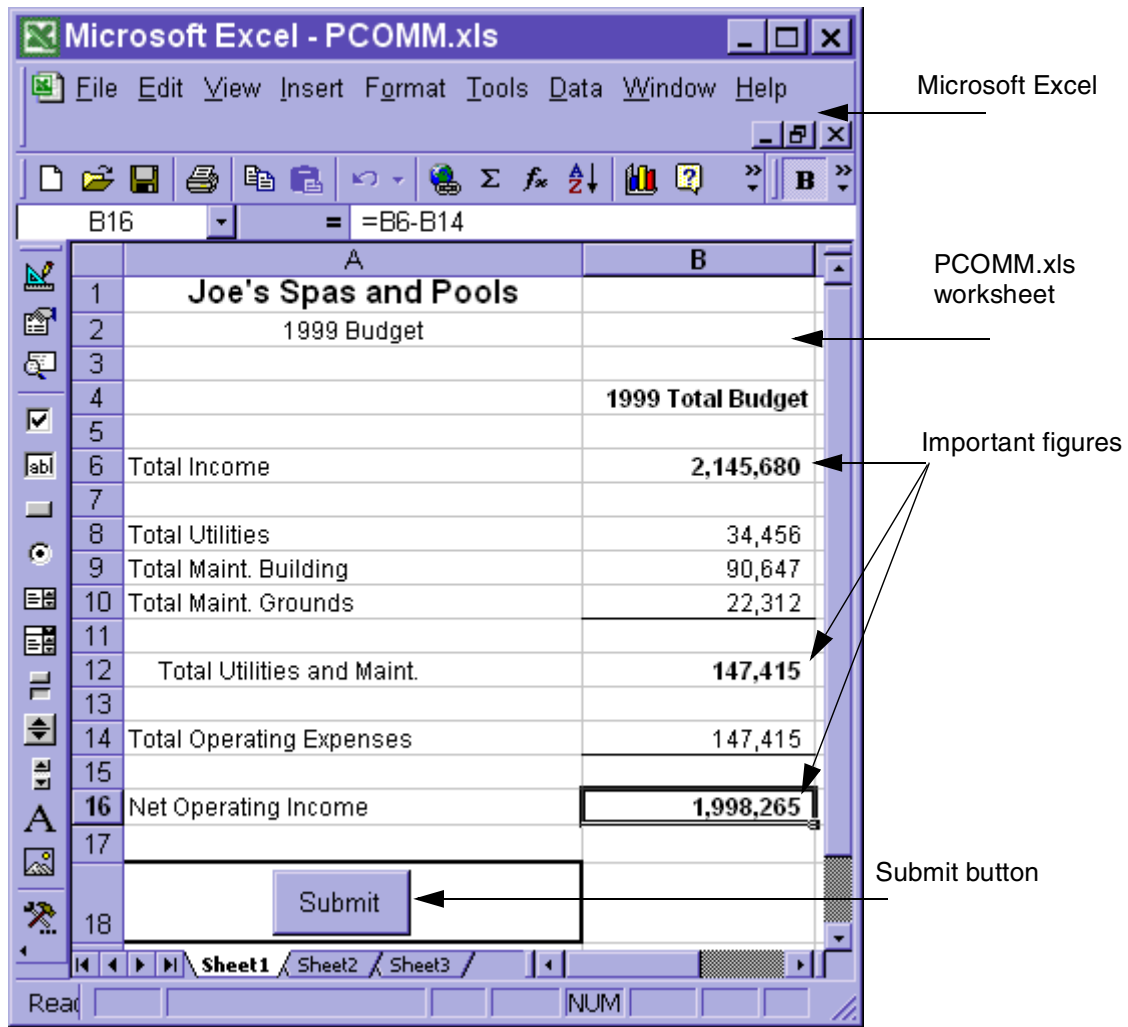 Microsoft Excel - PCOMM.xls
File Edit View Insert Format Tools Data Window Help
Microsoft Excel
B
B16 = =B6-B14
A B
PCOMM.xls
worksheet
1 Joe's Spas and Pools
2 1999 Budget
3
4 1999 Total Budget
5
Important figures
6 Total Income 2,145,680
7
8 Total Utilities 34,456
9 Total Maint. Building 90,647
10 Total Maint. Grounds 22,312
11
12 Total Utilities and Maint. 147,415
13
14 Total Operating Expenses 147,415
15
16 Net Operating Income 1,998,265
17
Submit button
18 Submit
Sheet1 Sheet2 Sheet3
NUM